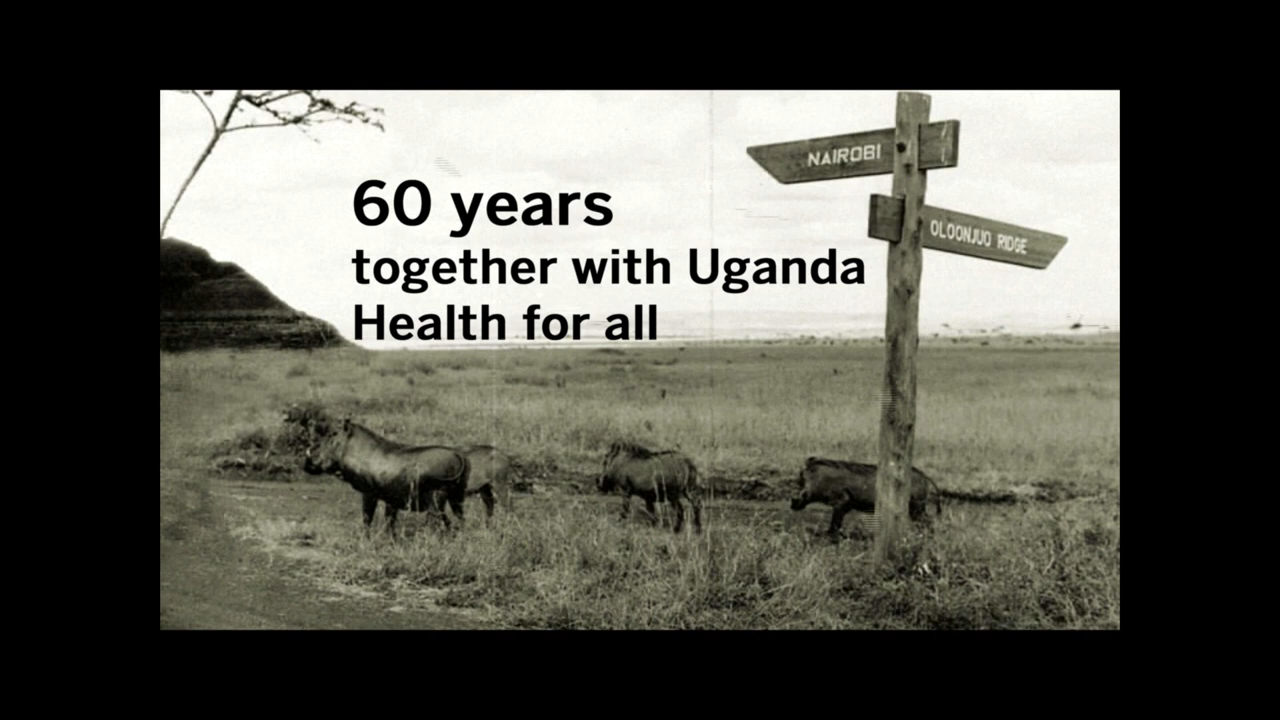 60 years
together with Uganda
Health for all
NAIROBI
OLOONJUO RIDGE